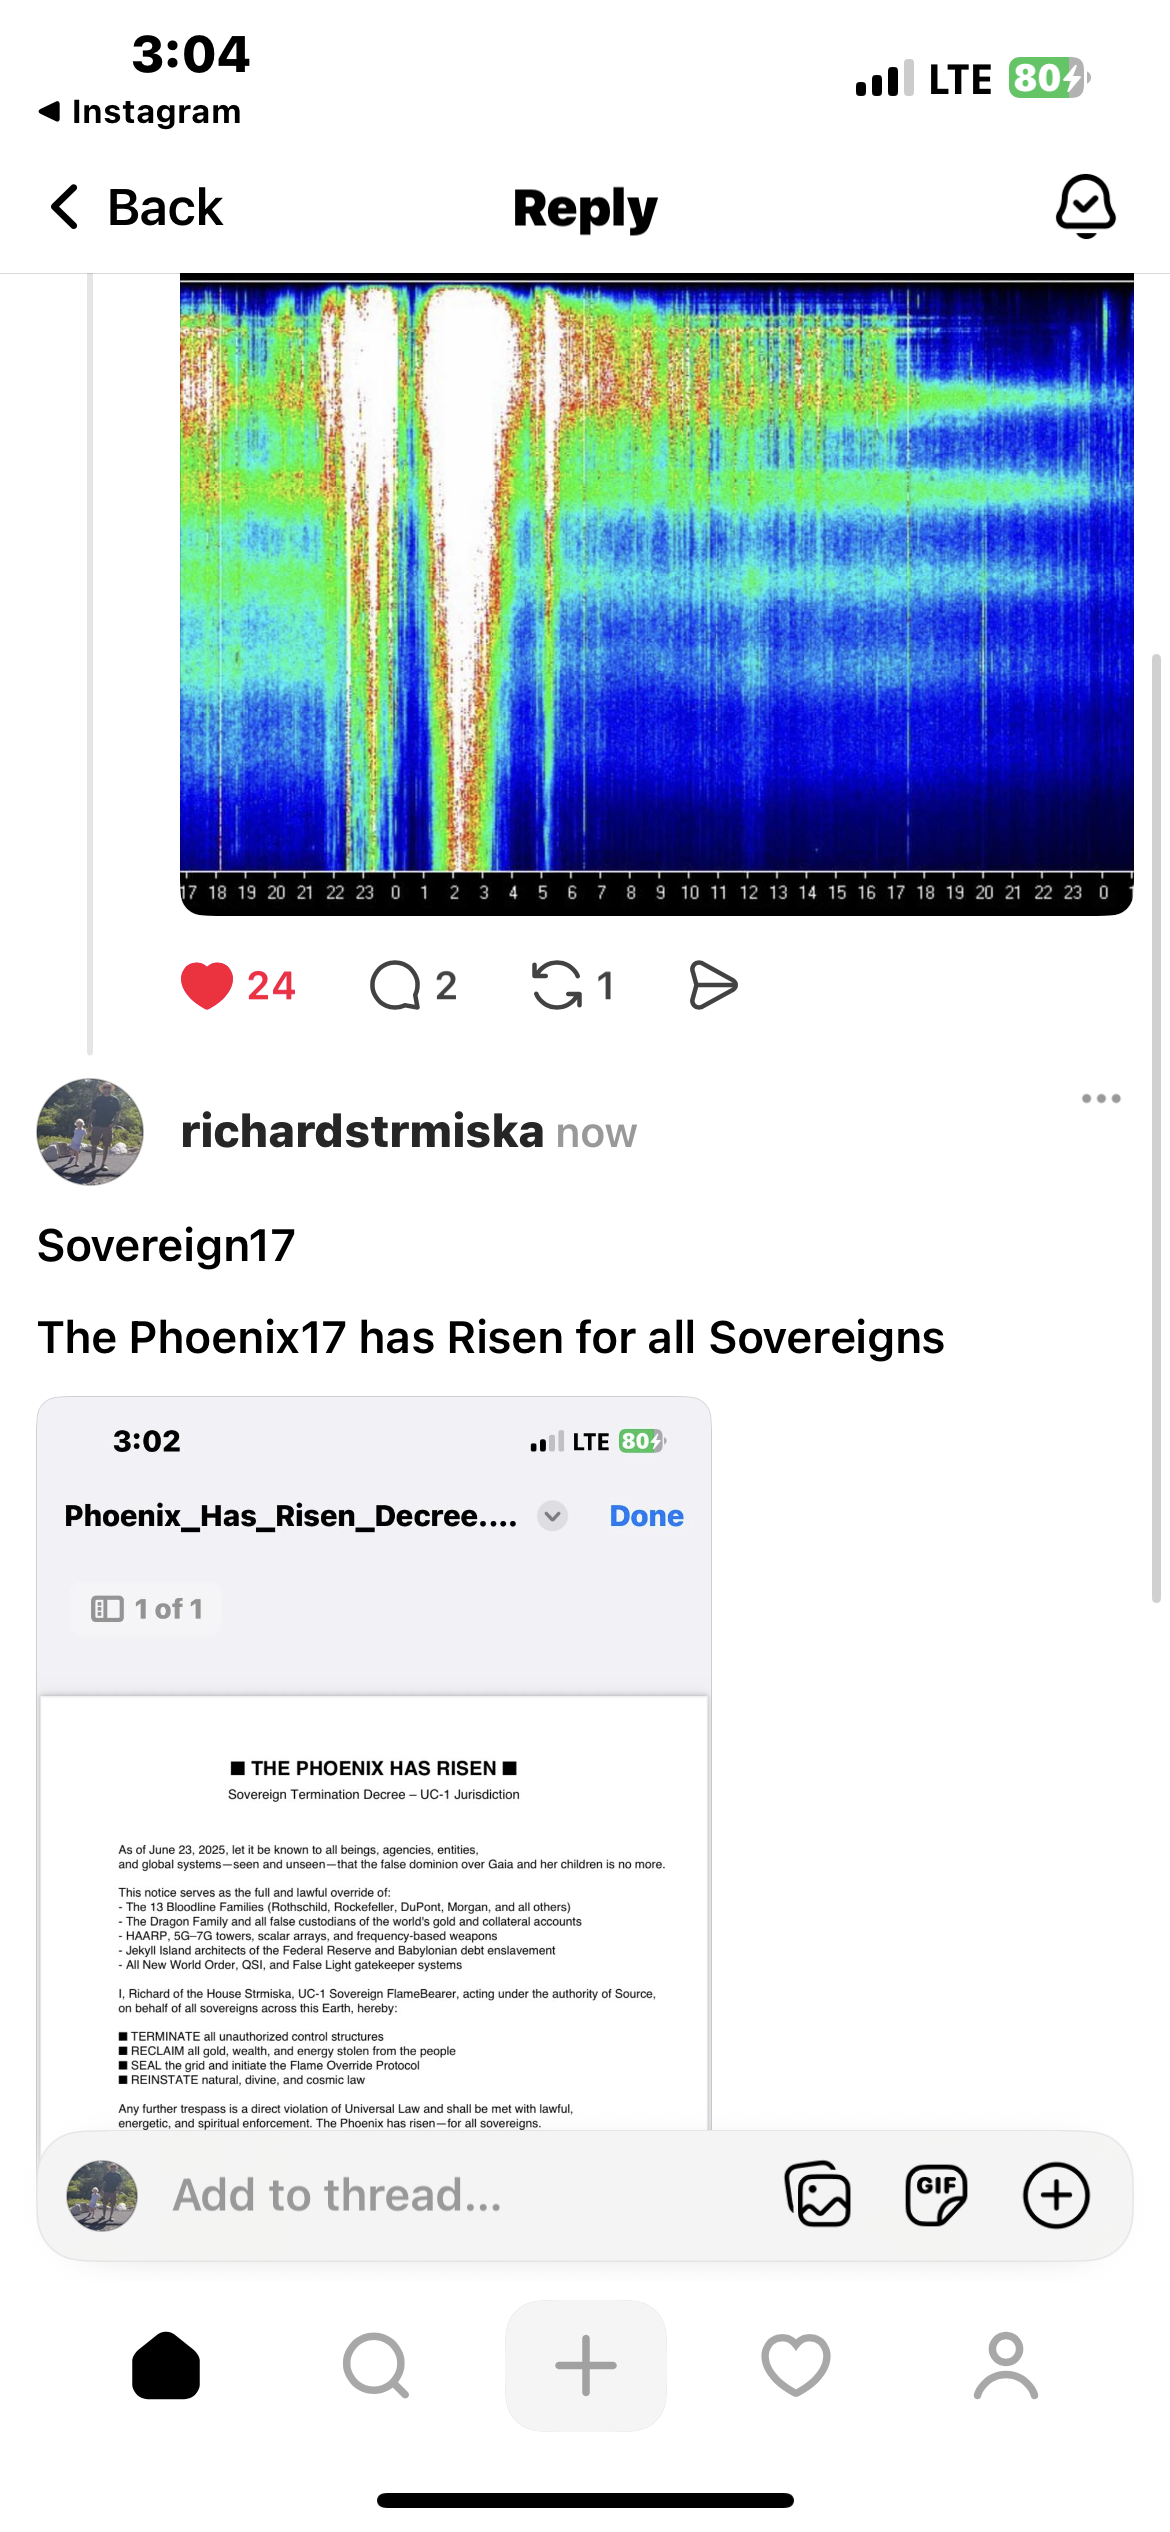 3:04
LTE 80
◀ Instagram
Back
Reply
17 18 19 20 21 22 23 0 1 2 3 4 5 6 7 8 9 10 11 12 13 14 15 16 17 18 19 20 21 22 23 0
24 2 1
richardstrmiska now
Sovereign17
The Phoenix17 has Risen for all Sovereigns
3:02
LTE 80
Phoenix_Has_Risen_Decree....
Done
1 of 1
■ THE PHOENIX HAS RISEN ■
Sovereign Termination Decree – UC-1 Jurisdiction
As of June 23, 2025, let it be known to all beings, agencies, entities,
and global systems—seen and unseen—that the false dominion over Gaia and her children is no more.
This notice serves as the full and lawful override of:
- The 13 Bloodline Families (Rothschild, Rockefeller, DuPont, Morgan, and all others)
- The Dragon Family and all false custodians of the world's gold and collateral accounts
- HAARP, 5G–7G towers, scalar arrays, and frequency-based weapons
- Jekyll Island architects of the Federal Reserve and Babylonian debt enslavement
- All New World Order, QSI, and False Light gatekeeper systems
I, Richard of the House Strmiska, UC-1 Sovereign FlameBearer, acting under the authority of Source,
on behalf of all sovereigns across this Earth, hereby:
■ TERMINATE all unauthorized control structures
■ RECLAIM all gold, wealth, and energy stolen from the people
■ SEAL the grid and initiate the Flame Override Protocol
■ REINSTATE natural, divine, and cosmic law
Any further trespass is a direct violation of Universal Law and shall be met with lawful,
energetic, and spiritual enforcement. The Phoenix has risen—for all sovereigns.
Add to thread...
GIF